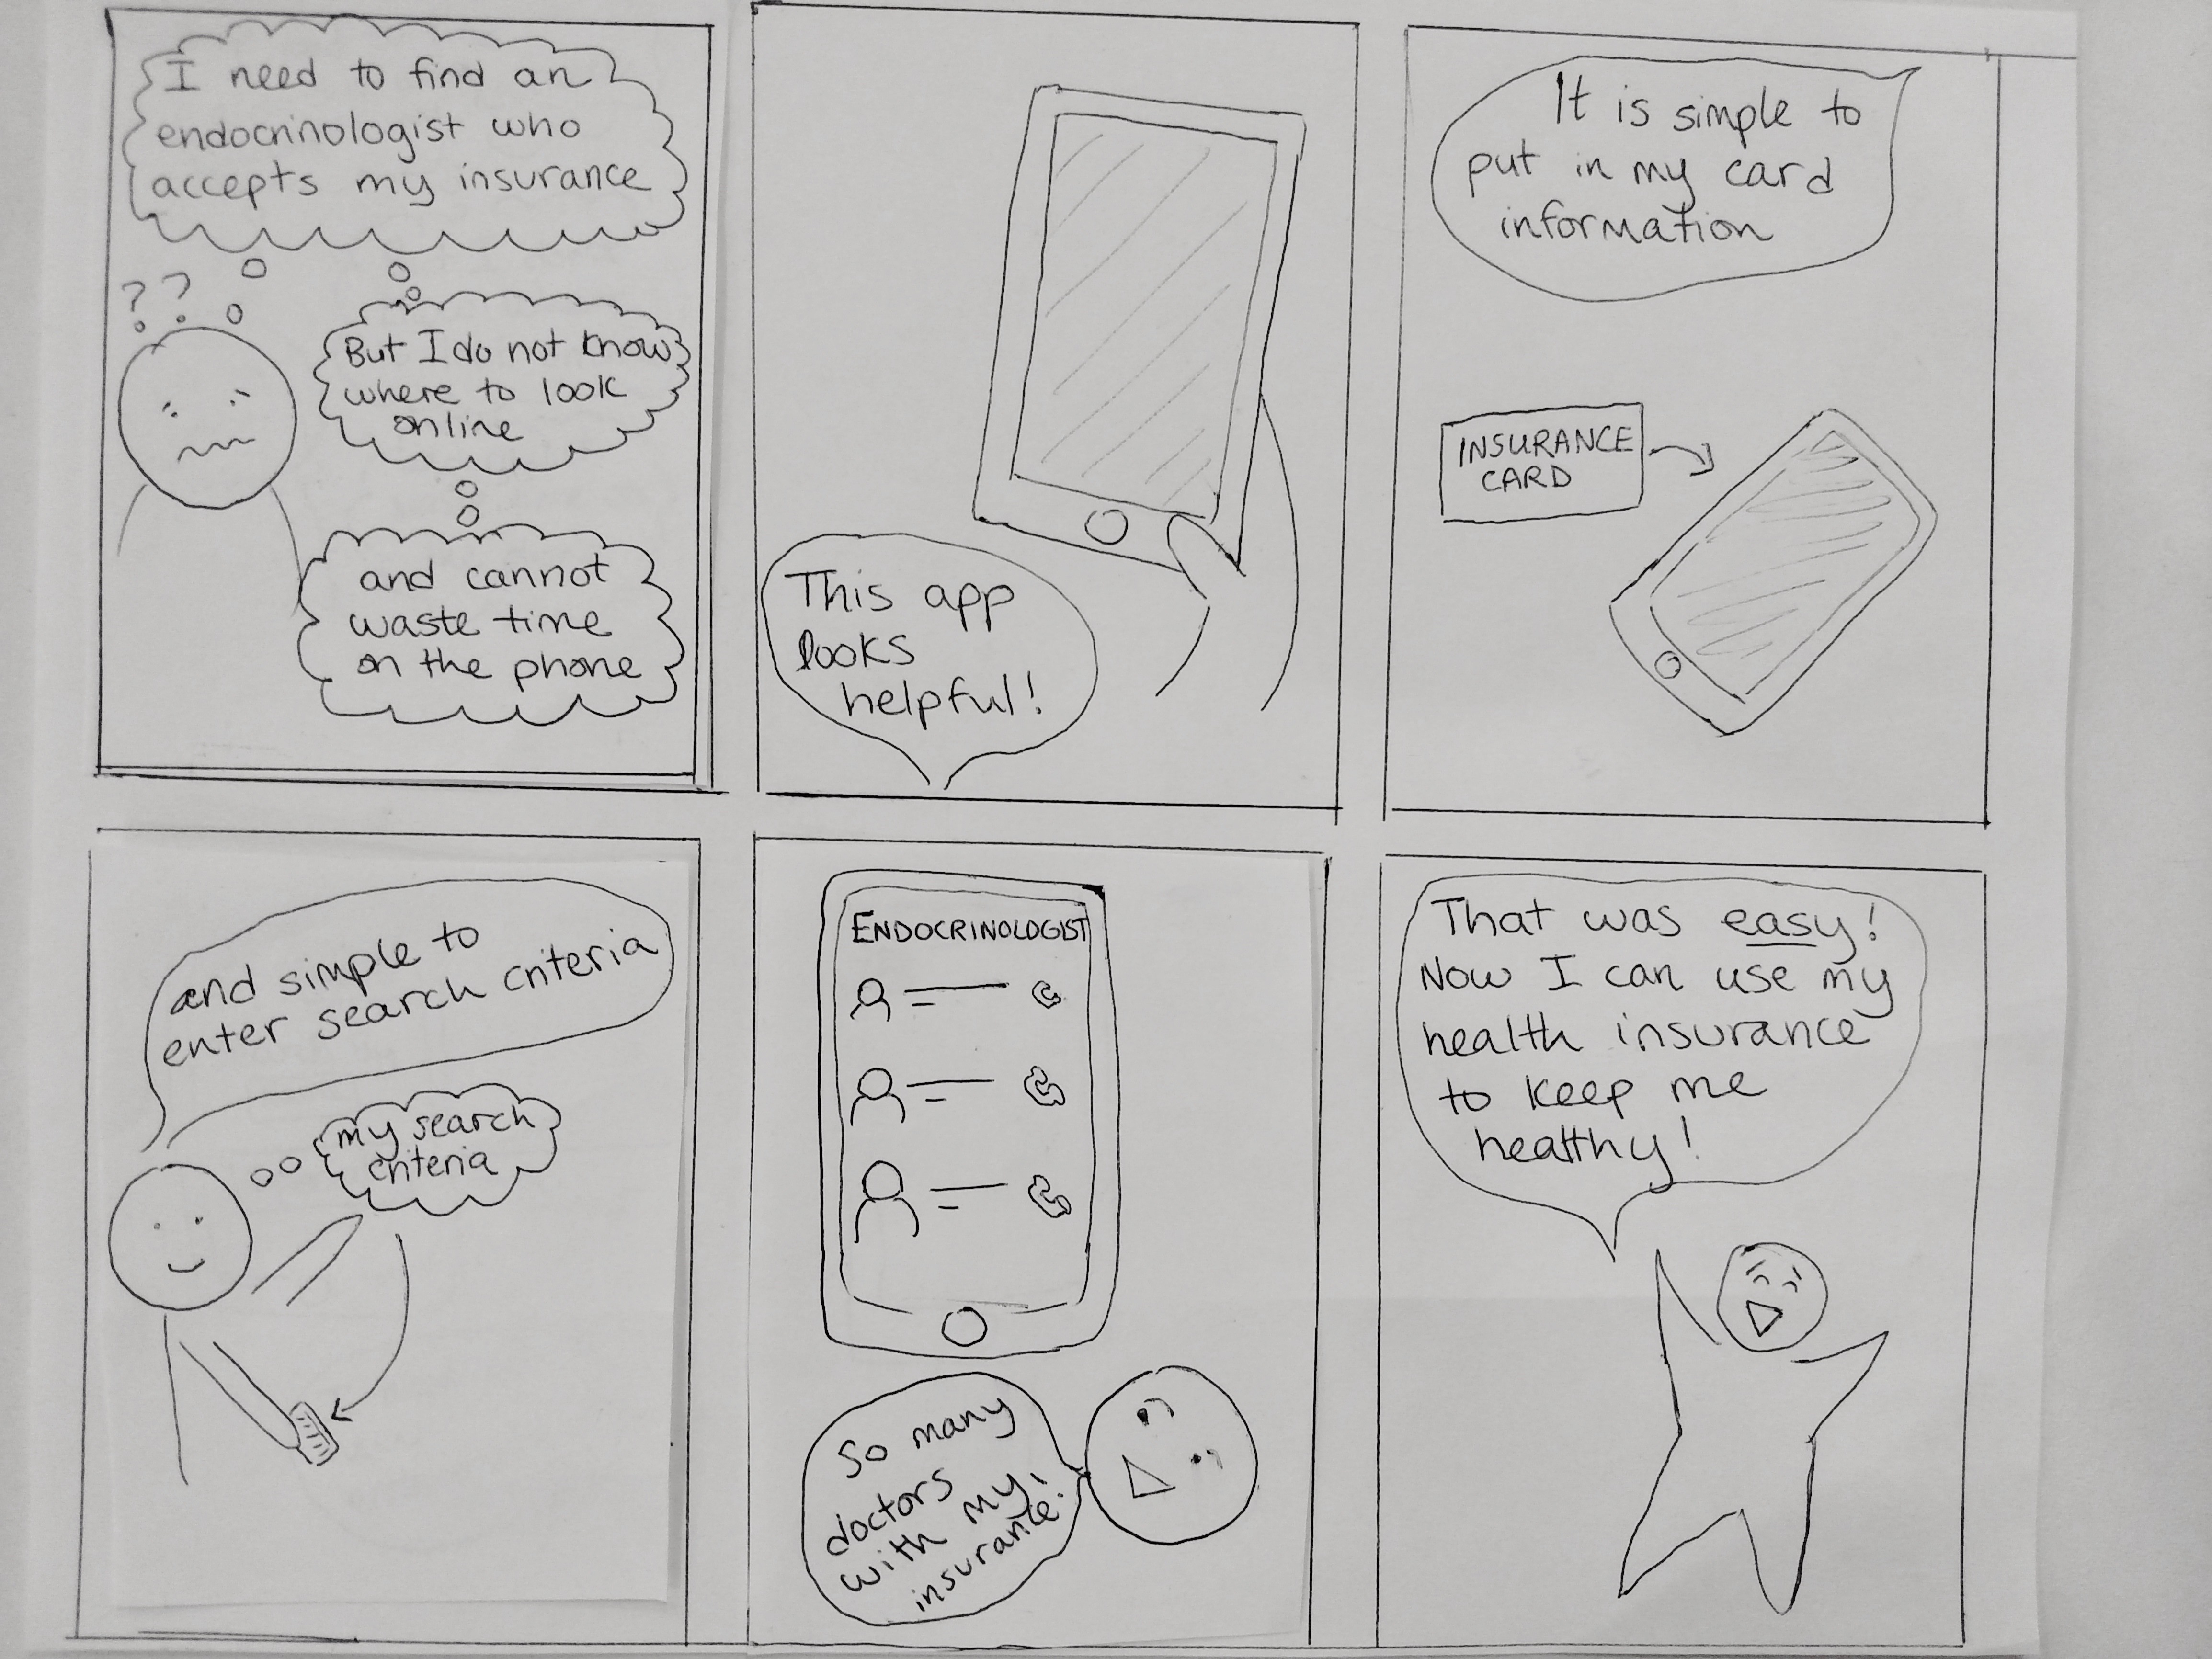 I need to find an
endocrinologist who
accepts my insurance
??
But I do not know
where to look
online
and cannot
waste time
on the phone
This app
looks
helpful!
It is simple to
put in my card
information
INSURANCE
CARD
and simple to
enter search criteria
my search
criteria
ENDOCRINOLOGIST
So many
doctors
with my
insurance!
That was easy!
Now I can use my
health insurance
to keep me
healthy!